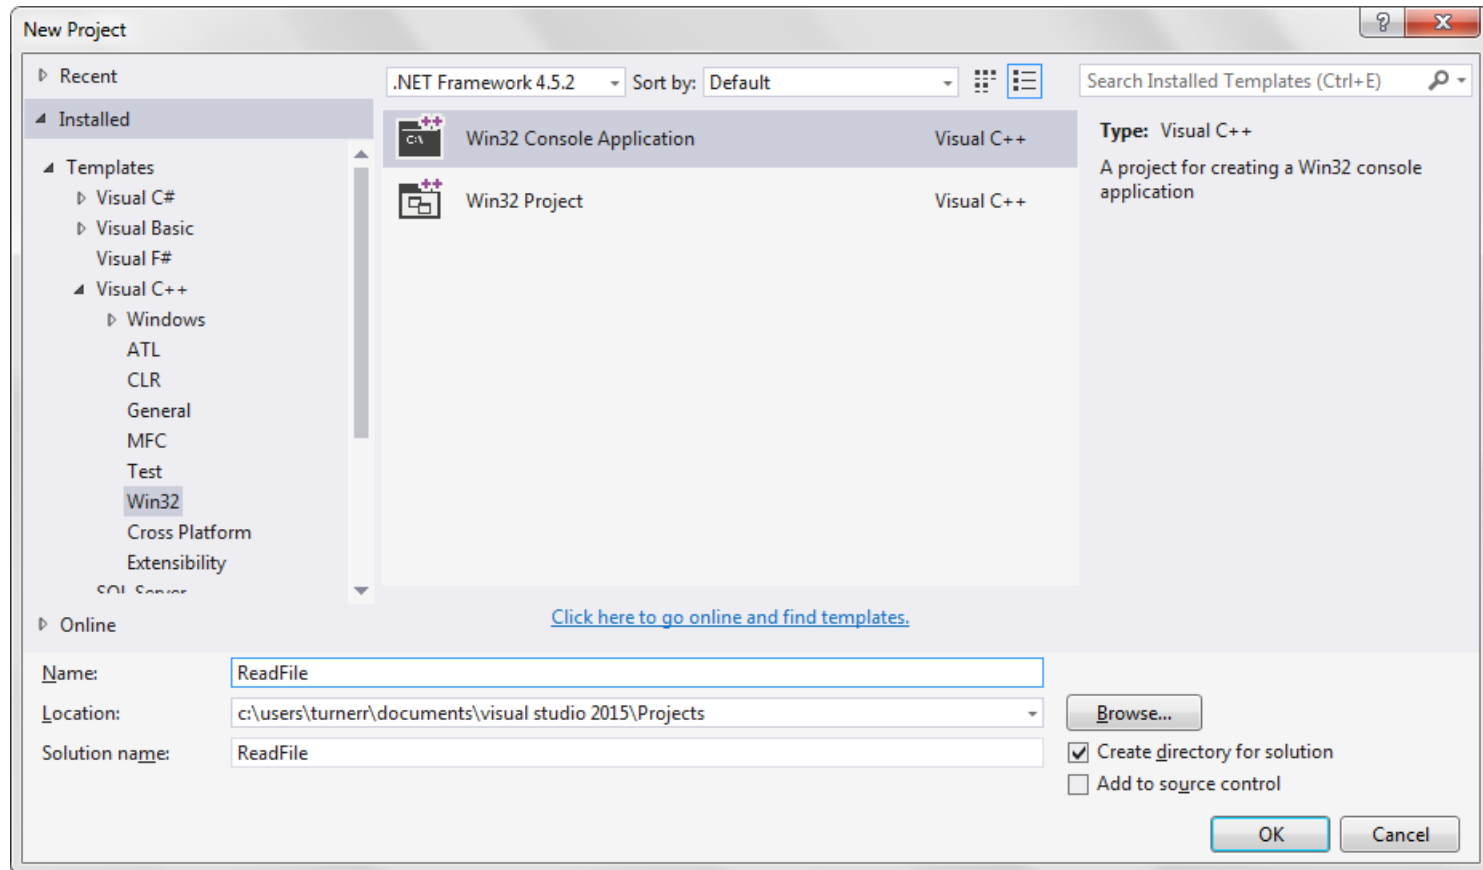 New Project
Recent
Installed
Templates
Visual C#
Visual Basic
Visual F#
Visual C++
Windows
ATL
CLR
General
MFC
Test
Win32
Cross Platform
Extensibility
SQL Server
Online
.NET Framework 4.5.2 Sort by: Default
Win32 Console Application Visual C++
Win32 Project Visual C++
Click here to go online and find templates.
Search Installed Templates (Ctrl+E)
Type: Visual C++
A project for creating a Win32 console
application
Name: ReadFile
Location: c:\users\turnerr\documents\visual studio 2015\Projects
Browse...
Solution name: ReadFile
Create directory for solution
Add to source control
OK Cancel